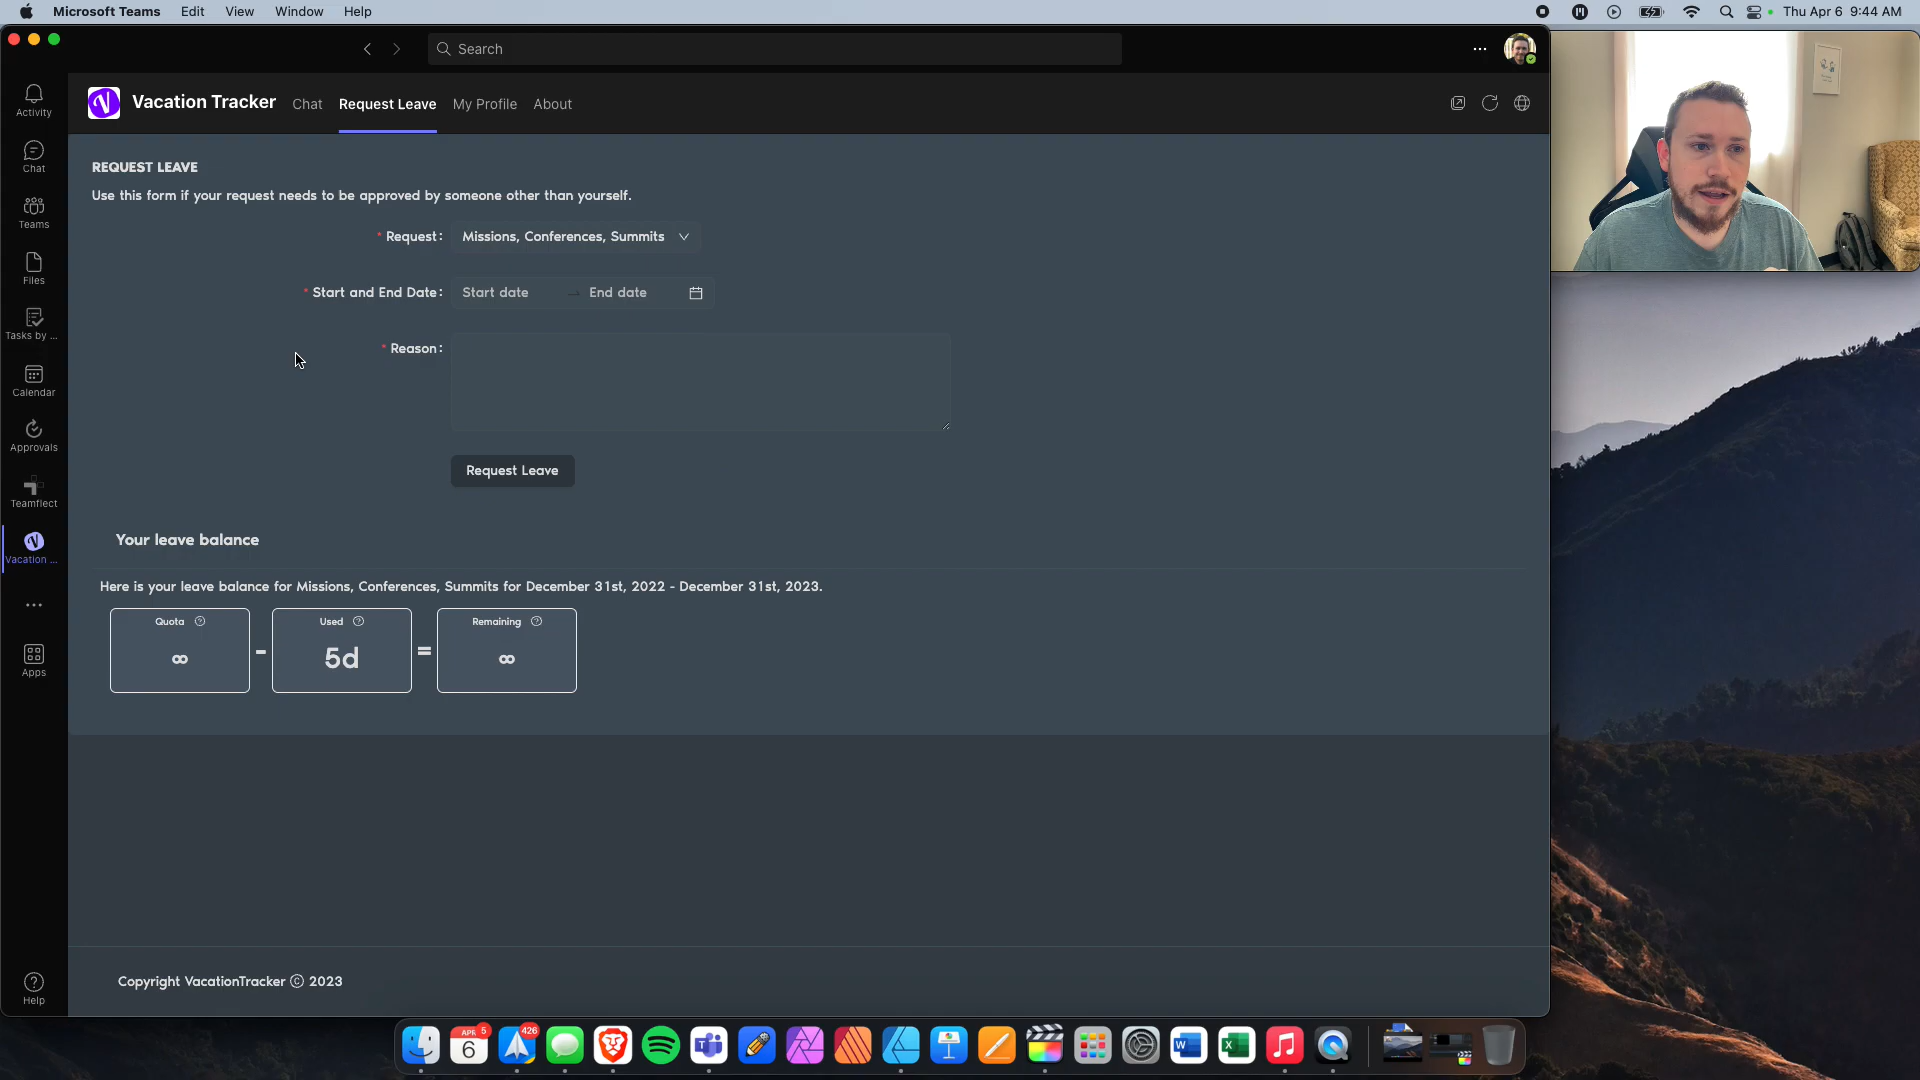 Microsoft Teams Edit View Window Help
Thu Apr 6 9:44 AM
Search
Vacation Tracker Chat Request Leave My Profile About
Activity
Chat
Teams
Files
Tasks by ...
Calendar
Approvals
Teamflect
Vacation ...
Apps
Help
REQUEST LEAVE
Use this form if your request needs to be approved by someone other than yourself.
* Request: Missions, Conferences, Summits
* Start and End Date: Start date → End date
* Reason:
Request Leave
Your leave balance
Here is your leave balance for Missions, Conferences, Summits for December 31st, 2022 - December 31st, 2023.
Quota Used Remaining
∞ - 5d = ∞
Copyright VacationTracker © 2023
APR 5 426
6